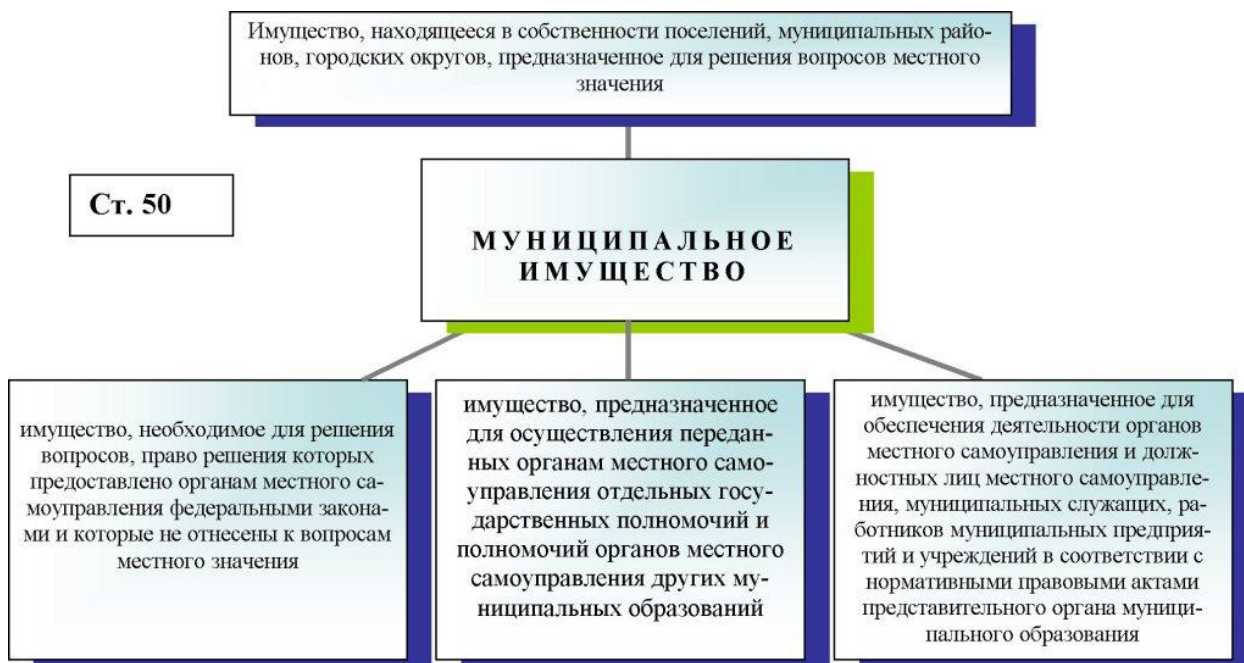 Имущество, находящееся в собственности поселений, муниципальных райо-
нов, городских округов, предназначенное для решения вопросов местного
значения
Ст. 50
МУНИЦИПАЛЬНОЕ
ИМУЩЕСТВО
имущество, необходимое для решения
вопросов, право решения которых
предоставлено органам местного са-
моуправления федеральными закона-
ми и которые не отнесены к вопросам
местного значения
имущество, предназначенное
для осуществления передан-
ных органам местного само-
управления отдельных госу-
дарственных полномочий и
полномочий органов местного
самоуправления других му-
ниципальных образований
имущество, предназначенное для
обеспечения деятельности органов
местного самоуправления и долж-
ностных лиц местного самоуправле-
ния, муниципальных служащих, ра-
ботников муниципальных предприя-
тий и учреждений в соответствии с
нормативными правовыми актами
представительного органа муници-
пального образования